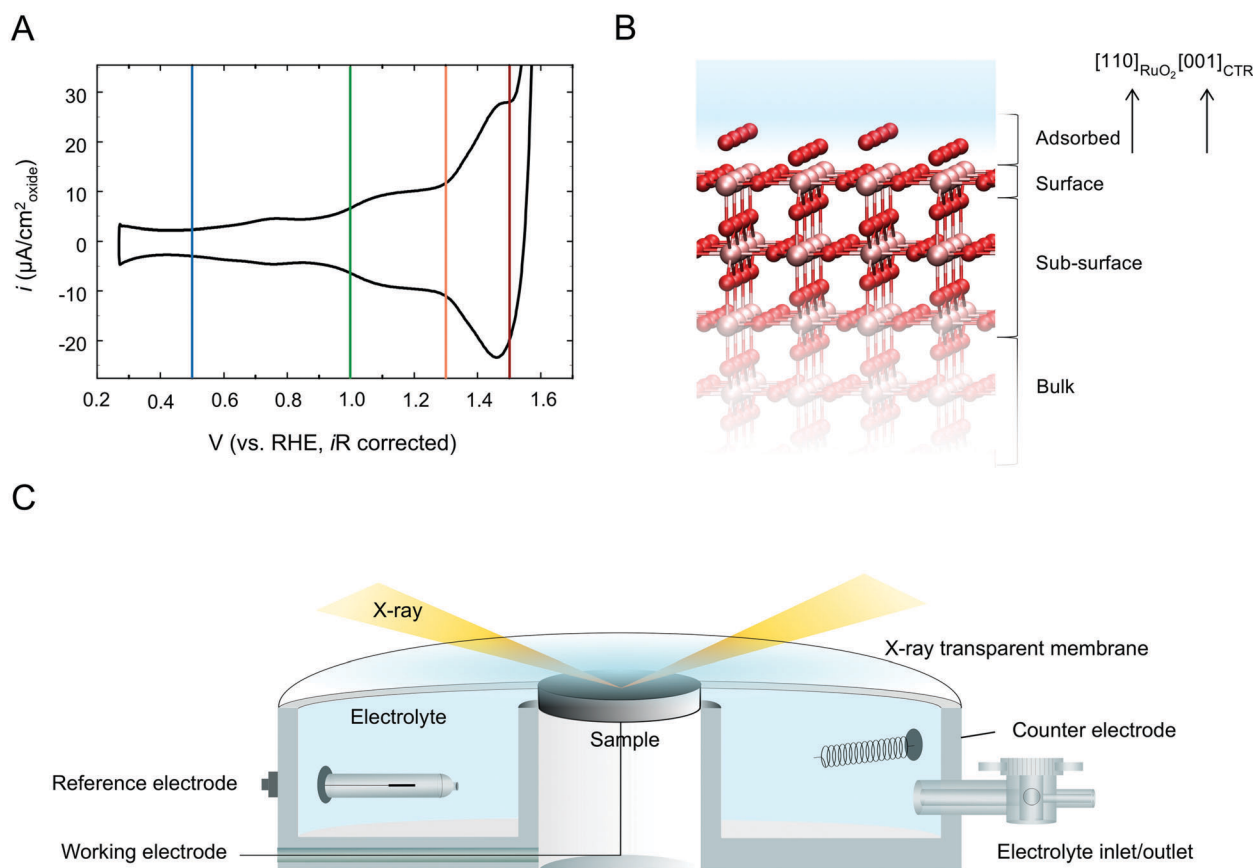 A
30
20
10
0
-10
-20
i (µA/cm²oxide)
0.2 0.4 0.6 0.8 1.0 1.2 1.4 1.6
V (vs. RHE, iR corrected)
B
[110]RuO₂ [001]CTR
Adsorbed
Surface
Sub-surface
Bulk
C
X-ray
X-ray transparent membrane
Electrolyte
Sample
Counter electrode
Reference electrode
Working electrode
Electrolyte inlet/outlet